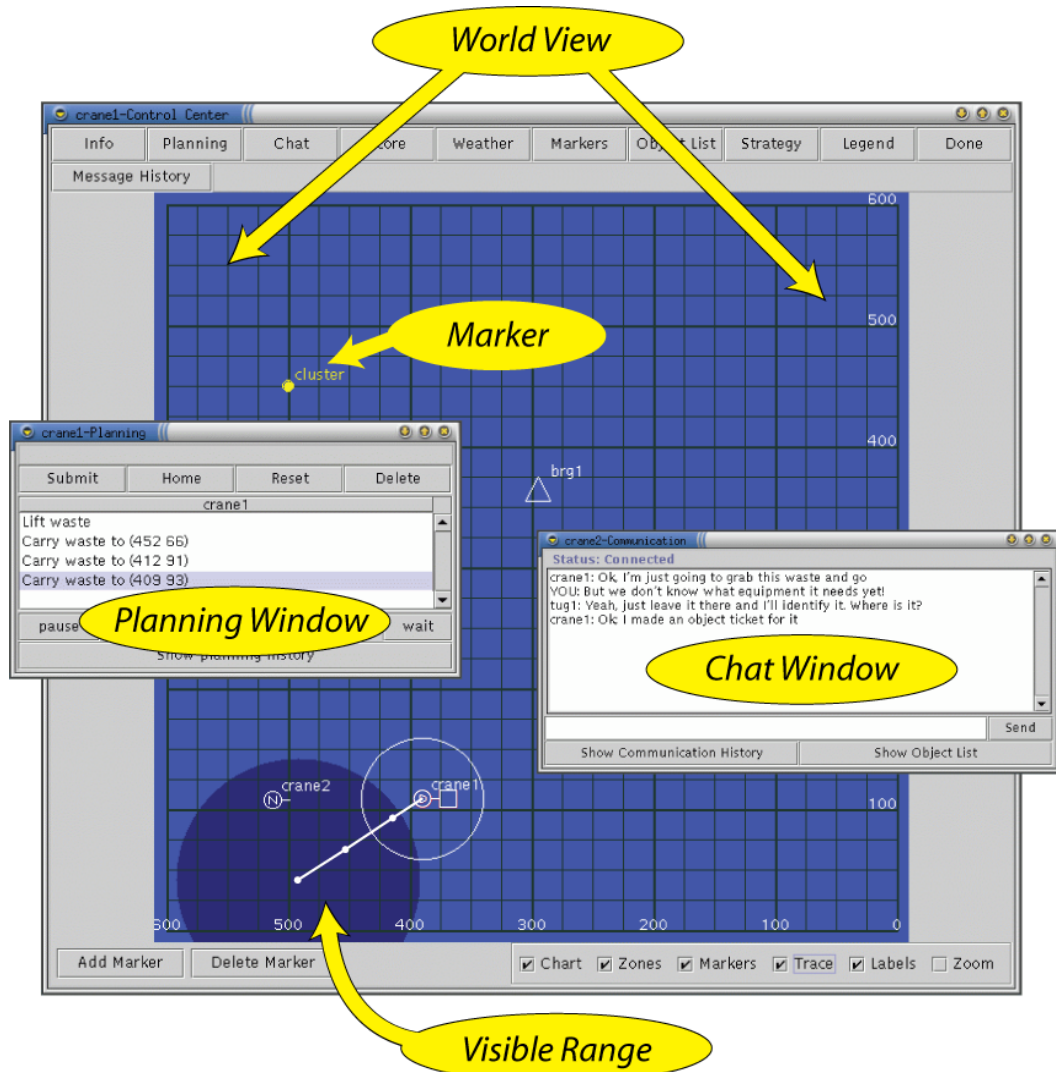 World View
crane1-Control Center
Info Planning Chat Weather Markers Object List Strategy Legend Done
Message History
600
500
Marker
cluster
400
crane1-Planning
Submit Home Reset Delete
crane1
Lift waste
Carry waste to (452 66)
Carry waste to (412 91)
Carry waste to (409 93)
pause wait
Planning Window
Show planning history
brg1
crane2-Communication
Status: Connected
crane1: Ok, I'm just going to grab this waste and go
YOU: But we don't know what equipment it needs yet!
tug1: Yeah, just leave it there and I'll identify it. Where is it?
crane1: Ok; I made an object ticket for it
Chat Window
Send
Show Communication History Show Object List
crane2
N
crane1
100
600 500 400 300 200 100 0
Add Marker Delete Marker Chart Zones Markers Trace Labels Zoom
Visible Range